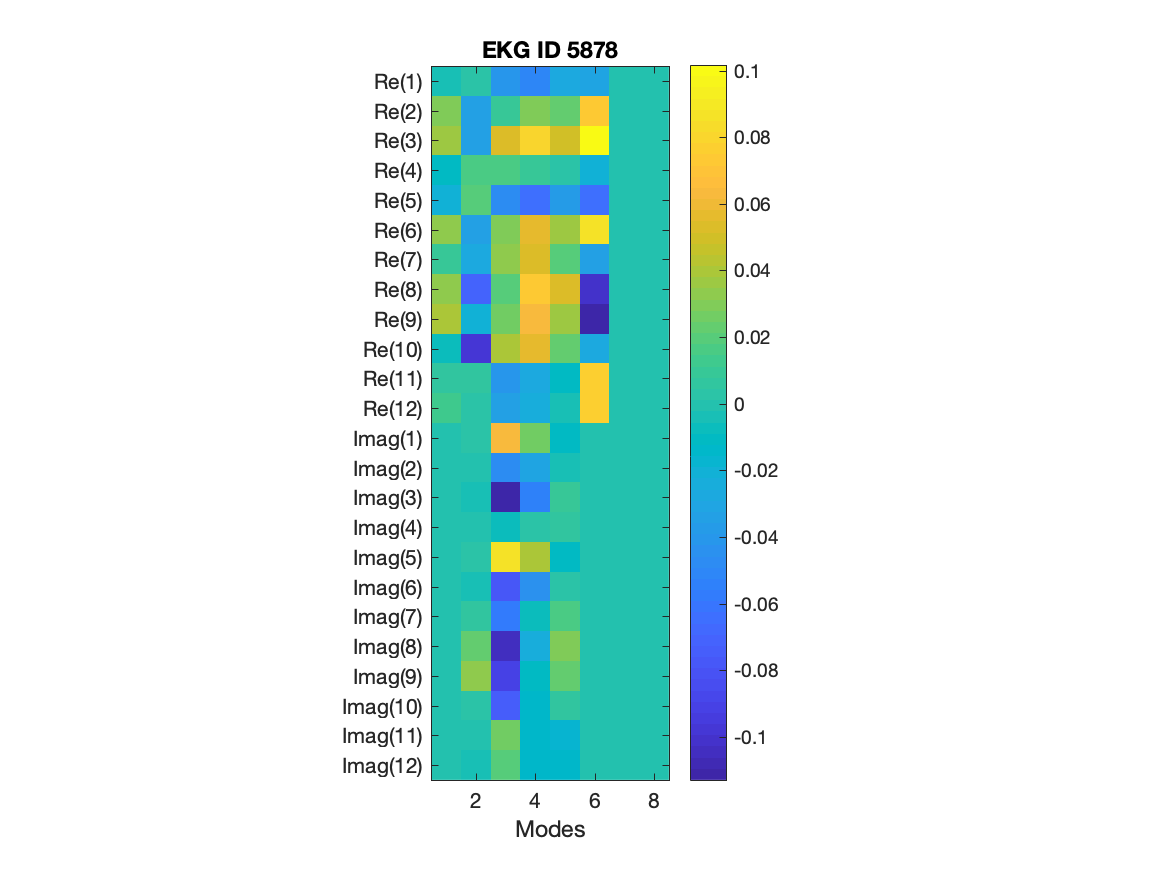 EKG ID 5878
Re(1)
Re(2)
Re(3)
Re(4)
Re(5)
Re(6)
Re(7)
Re(8)
Re(9)
Re(10)
Re(11)
Re(12)
Imag(1)
Imag(2)
Imag(3)
Imag(4)
Imag(5)
Imag(6)
Imag(7)
Imag(8)
Imag(9)
Imag(10)
Imag(11)
Imag(12)
2 4 6 8
Modes
0.1
0.08
0.06
0.04
0.02
0
-0.02
-0.04
-0.06
-0.08
-0.1